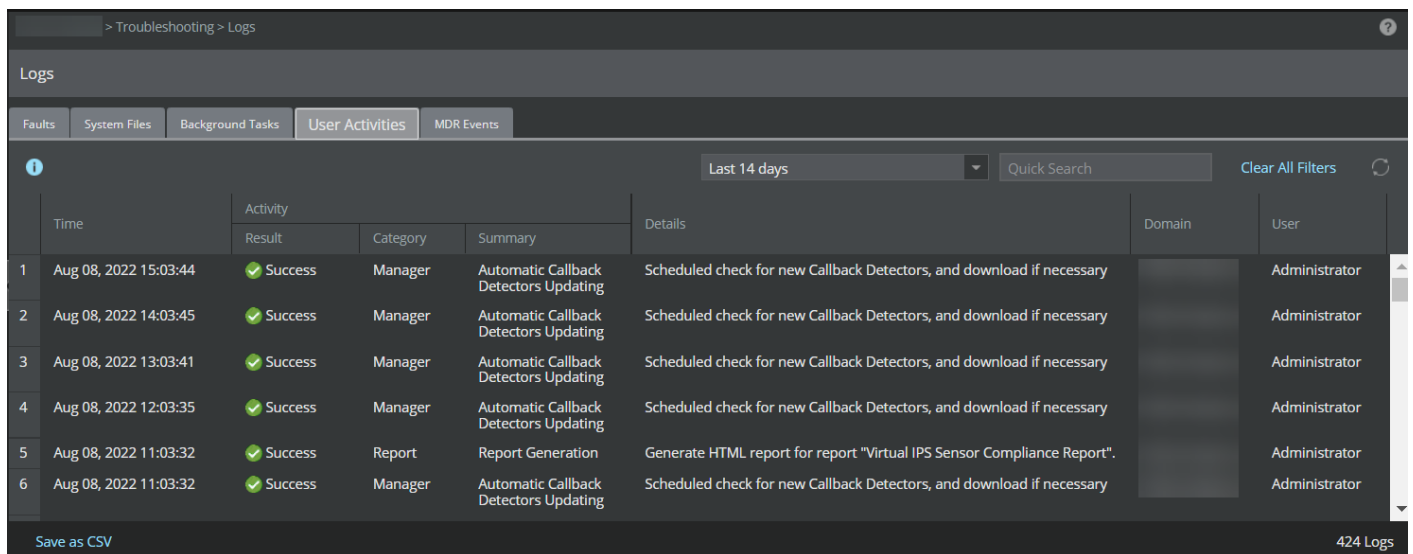 > Troubleshooting > Logs
?
Logs
Faults System Files Background Tasks User Activities MDR Events
i Last 14 days Quick Search Clear All Filters
Time Activity Details Domain User
Result Category Summary
1 Aug 08, 2022 15:03:44 Success Manager Automatic Callback Scheduled check for new Callback Detectors, and download if necessary Administrator
Detectors Updating
2 Aug 08, 2022 14:03:45 Success Manager Automatic Callback Scheduled check for new Callback Detectors, and download if necessary Administrator
Detectors Updating
3 Aug 08, 2022 13:03:41 Success Manager Automatic Callback Scheduled check for new Callback Detectors, and download if necessary Administrator
Detectors Updating
4 Aug 08, 2022 12:03:35 Success Manager Automatic Callback Scheduled check for new Callback Detectors, and download if necessary Administrator
Detectors Updating
5 Aug 08, 2022 11:03:32 Success Report Report Generation Generate HTML report for report "Virtual IPS Sensor Compliance Report". Administrator
6 Aug 08, 2022 11:03:32 Success Manager Automatic Callback Scheduled check for new Callback Detectors, and download if necessary Administrator
Detectors Updating
Save as CSV 424 Logs